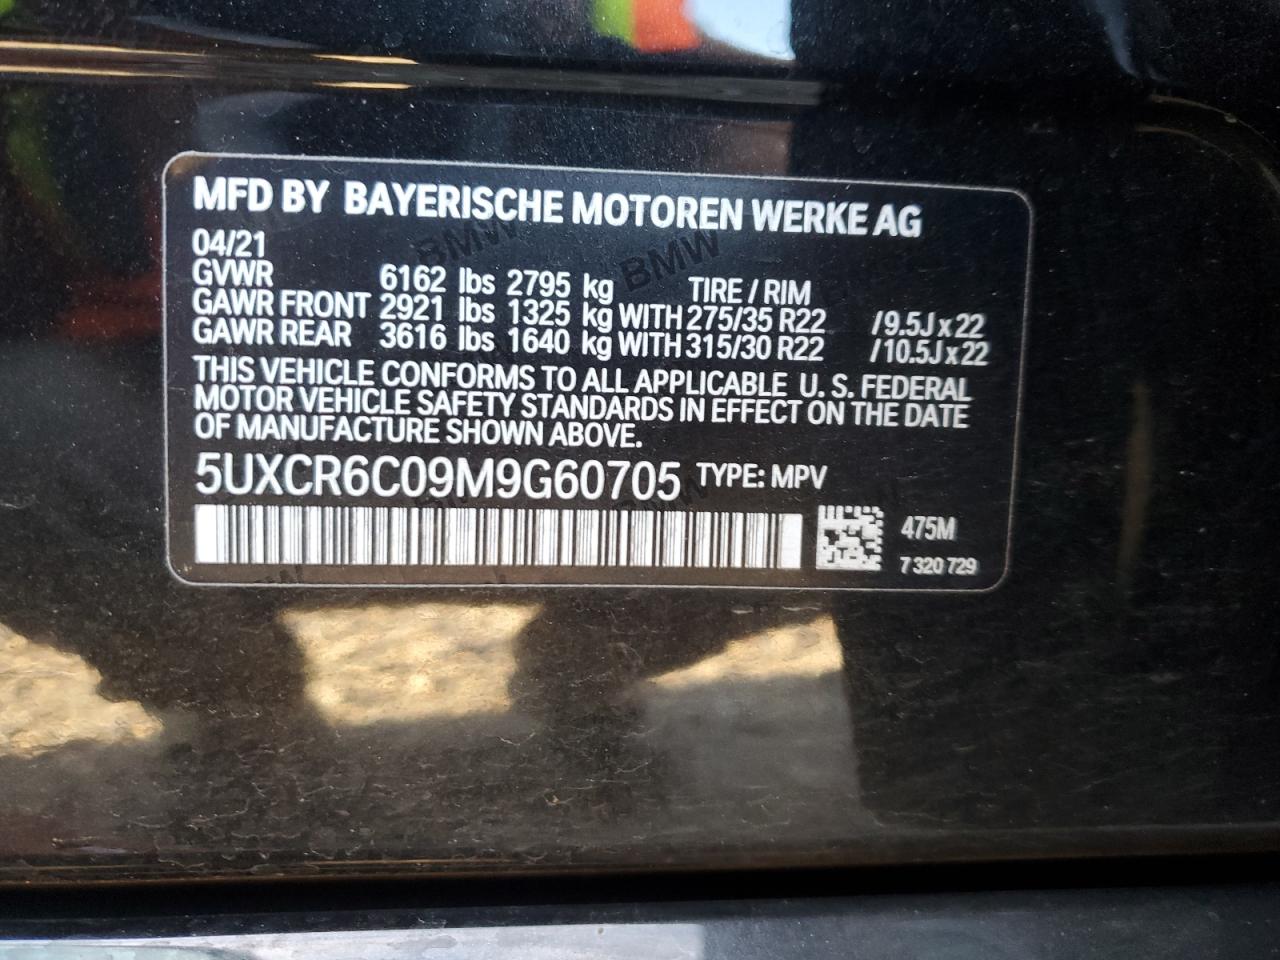 MFD BY BAYERISCHE MOTOREN WERKE AG
04/21
GVWR 6162 lbs 2795 kg TIRE / RIM
GAWR FRONT 2921 lbs 1325 kg WITH 275/35 R22 /9.5J x 22
GAWR REAR 3616 lbs 1640 kg WITH 315/30 R22 /10.5J x 22
THIS VEHICLE CONFORMS TO ALL APPLICABLE U. S. FEDERAL
MOTOR VEHICLE SAFETY STANDARDS IN EFFECT ON THE DATE
OF MANUFACTURE SHOWN ABOVE.
5UXCR6C09M9G60705 TYPE: MPV
475M
7 320 729
BMW
BMW